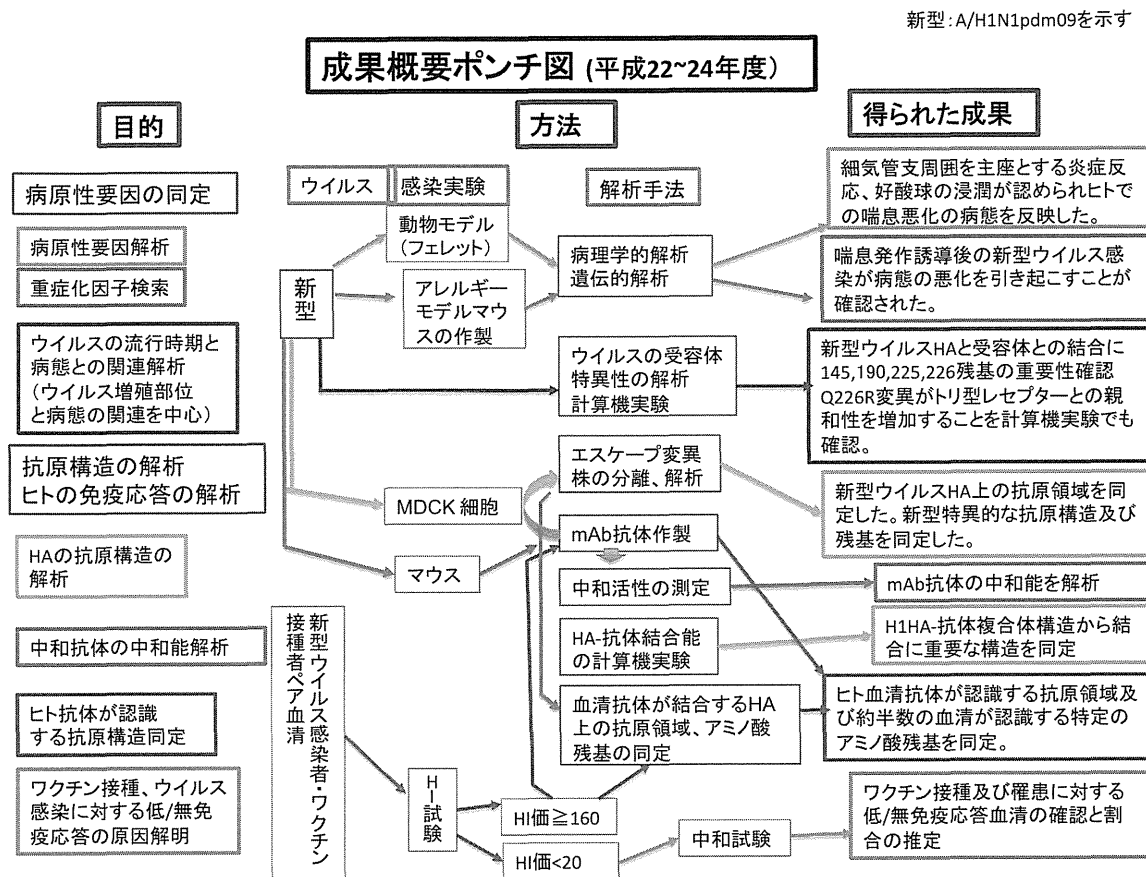 新型:A/H1N1pdm09を示す
成果概要ポンチ図 (平成22~24年度)
目的
方法
得られた成果
病原性要因の同定
病原性要因解析
重症化因子検索
ウイルスの流行時期と
病態との関連解析
(ウイルス増殖部位
と病態の関連を中心)
抗原構造の解析
ヒトの免疫応答の解析
HAの抗原構造の
解析
中和抗体の中和能解析
ヒト抗体が認識
する抗原構造同定
ワクチン接種、ウイルス
感染に対する低/無免
疫応答の原因解明
ウイルス
感染実験
解析手法
新型
動物モデル
(フェレット)
アレルギー
モデルマウ
スの作製
MDCK 細胞
マウス
新型ウイルス感染者・ワクチン
接種者ペア血清
HI試験
HI価≧160
HI価<20
中和試験
病理学的解析
遺伝的解析
ウイルスの受容体
特異性の解析
計算機実験
エスケープ変異
株の分離、解析
mAb抗体作製
中和活性の測定
HA-抗体結合能
の計算機実験
血清抗体が結合するHA
上の抗原領域、アミノ酸
残基の同定
細気管支周囲を主座とする炎症反
応、好酸球の浸潤が認められヒトで
の喘息悪化の病態を反映した。
喘息発作誘導後の新型ウイルス感
染が病態の悪化を引き起こすことが
確認された。
新型ウイルスHAと受容体との結合に
145,190,225,226残基の重要性確認
Q226R変異がトリ型レセプターとの親
和性を増加することを計算機実験でも
確認。
新型ウイルスHA上の抗原領域を同
定した。新型特異的な抗原構造及び
残基を同定した。
mAb抗体の中和能を解析
H1HA-抗体複合体構造から結
合に重要な構造を同定
ヒト血清抗体が認識する抗原領域及
び約半数の血清が認識する特定の
アミノ酸残基を同定。
ワクチン接種及び罹患に対する
低/無免疫応答血清の確認と割
合の推定